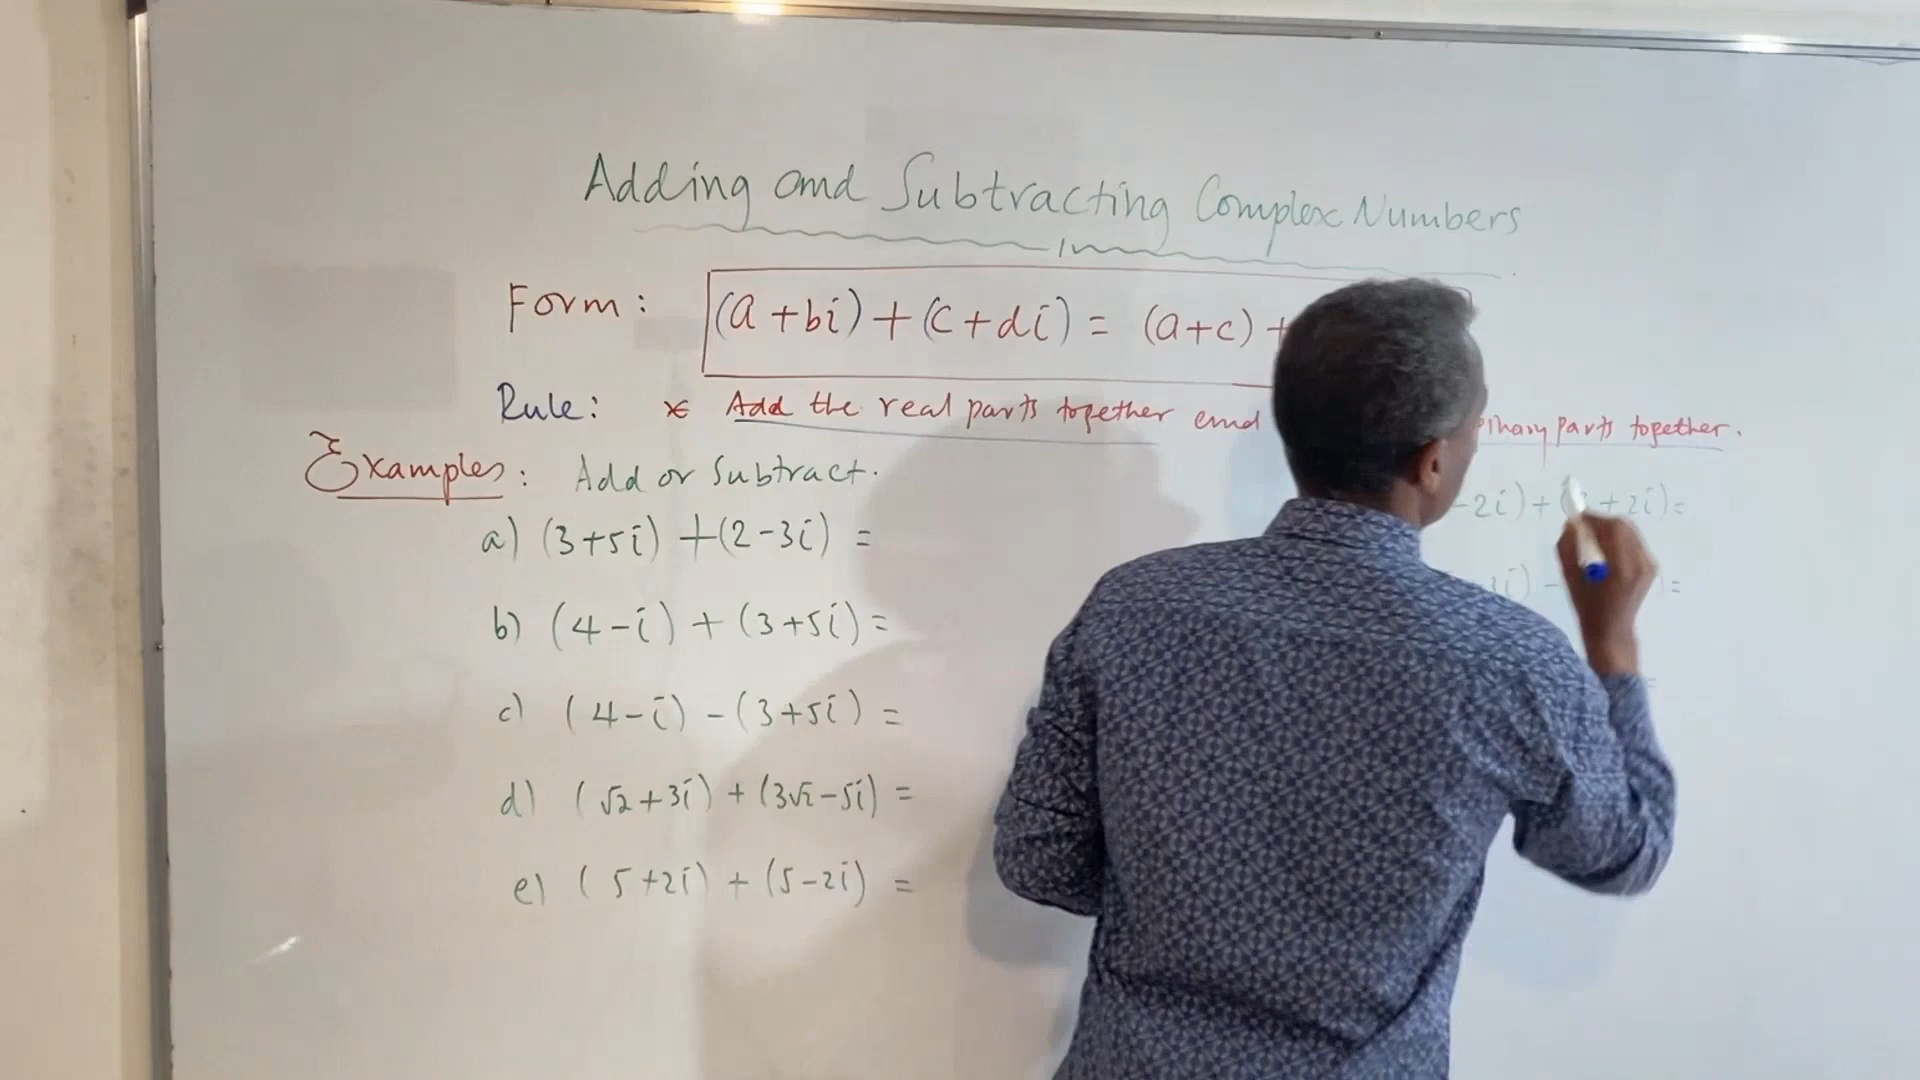 Adding and Subtracting Complex Numbers
Form: (a+bi)+(c+di) = (a+c) +
Rule: * Add the real parts together and parts together.
Examples: Add or Subtract.
a) (3+5i) +(2-3i) =
b) (4-i) + (3+5i) =
c) (4-i) - (3+5i) =
d) (√2+3i) + (3√2-5i) =
e) (5+2i) + (5-2i) =
-2i) + ( +2i) =
i) - =